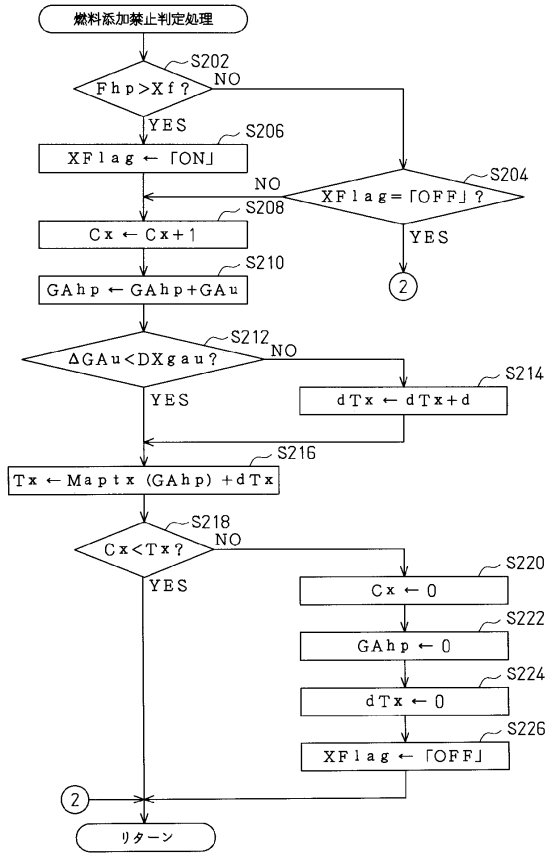 燃料添加禁止判定処理
S202
Fhp>Xf?
NO
YES
S206
XFlag ← 「ON」
S204
XFlag=「OFF」?
NO
YES
2
S208
Cx ← Cx+1
S210
GAhp ← GAhp+GAu
S212
ΔGAu<DXgau?
NO
YES
S214
dTx ← dTx+d
S216
Tx ← Maptx (GAhp) +dTx
S218
Cx<Tx?
NO
YES
S220
Cx ← 0
S222
GAhp ← 0
S224
dTx ← 0
S226
XFlag ← 「OFF」
2
リターン